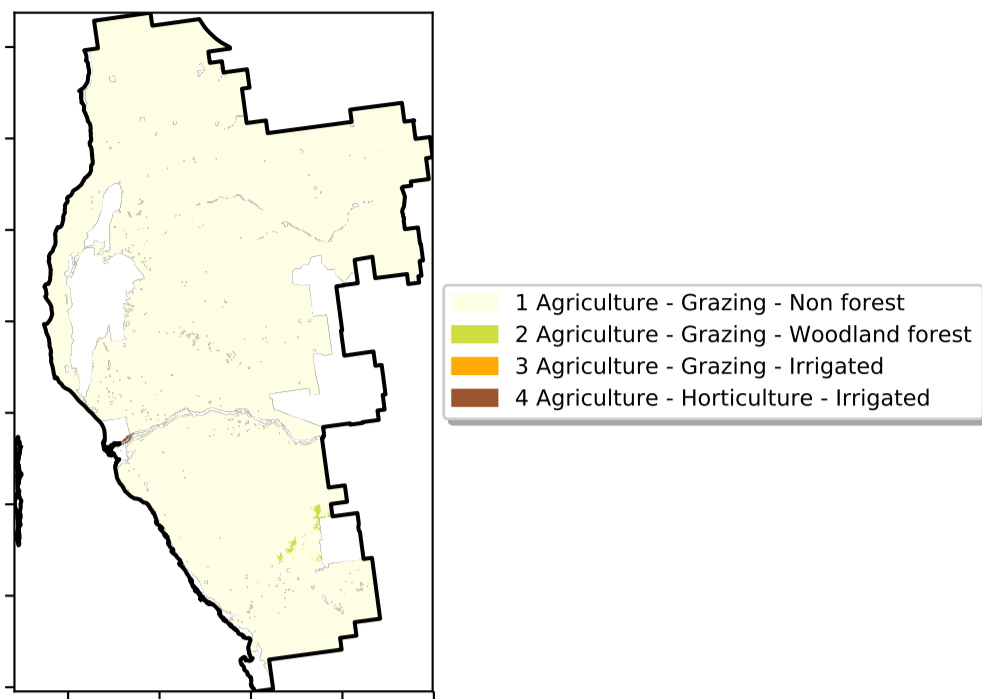 1 Agriculture - Grazing - Non forest
2 Agriculture - Grazing - Woodland forest
3 Agriculture - Grazing - Irrigated
4 Agriculture - Horticulture - Irrigated